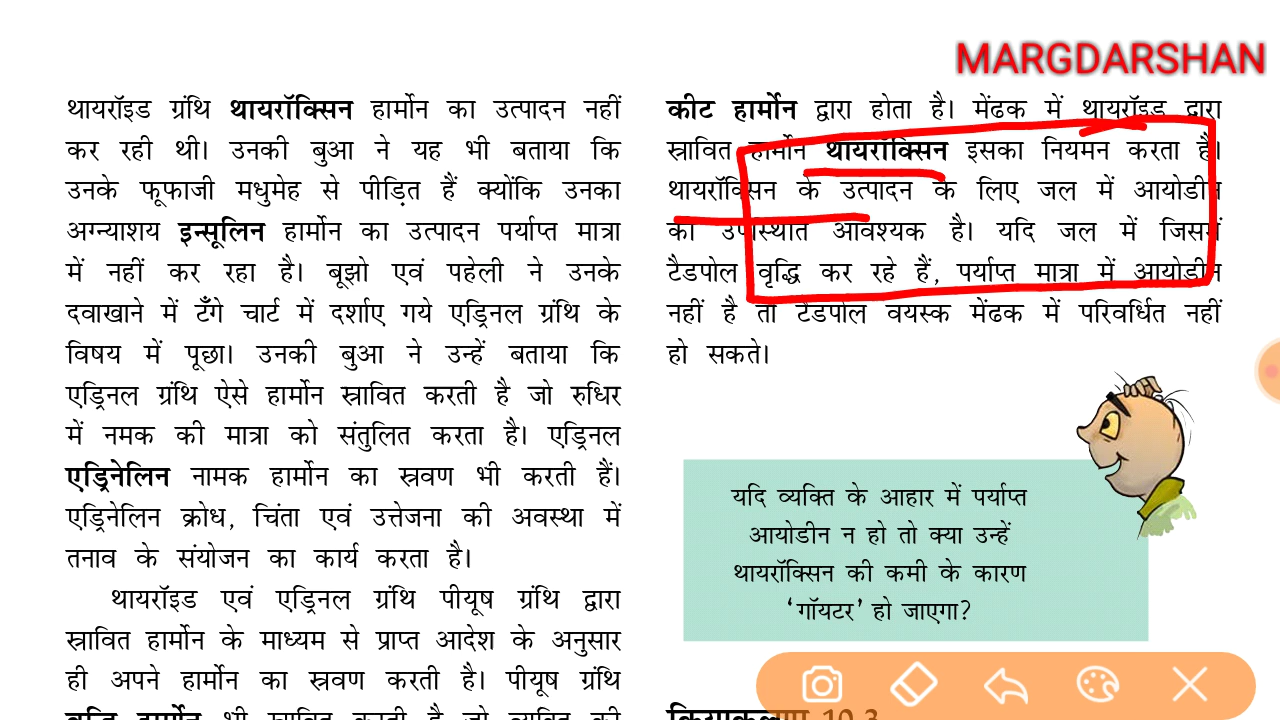 MARGDARSHAN
थायरॉइड ग्रंथि थायरॉक्सिन हार्मोन का उत्पादन नहीं
कर रही थी। उनकी बुआ ने यह भी बताया कि
उनके फूफाजी मधुमेह से पीड़ित हैं क्योंकि उनका
अग्न्याशय इन्सूलिन हार्मोन का उत्पादन पर्याप्त मात्रा
में नहीं कर रहा है। बूझो एवं पहेली ने उनके
दवाखाने में टँगे चार्ट में दर्शाए गये एड्रिनल ग्रंथि के
विषय में पूछा। उनकी बुआ ने उन्हें बताया कि
एड्रिनल ग्रंथि ऐसे हार्मोन स्रावित करती है जो रुधिर
में नमक की मात्रा को संतुलित करता है। एड्रिनल
एड्रिनेलिन नामक हार्मोन का स्रवण भी करती हैं।
एड्रिनेलिन क्रोध, चिंता एवं उत्तेजना की अवस्था में
तनाव के संयोजन का कार्य करता है।
थायरॉइड एवं एड्रिनल ग्रंथि पीयूष ग्रंथि द्वारा
स्रावित हार्मोन के माध्यम से प्राप्त आदेश के अनुसार
ही अपने हार्मोन का स्रवण करती है। पीयूष ग्रंथि
वृद्धि हार्मोन भी स्रावित करती है जो व्यक्ति की
कीट हार्मोन द्वारा होता है। मेंढक में थायरॉइड द्वारा
स्रावित हार्मोन थायरॉक्सिन इसका नियमन करता है।
थायरॉक्सिन के उत्पादन के लिए जल में आयोडीन
की उपस्थिति आवश्यक है। यदि जल में जिसमें
टैडपोल वृद्धि कर रहे हैं, पर्याप्त मात्रा में आयोडीन
नहीं है तो टैडपोल वयस्क मेंढक में परिवर्धित नहीं
हो सकते।
यदि व्यक्ति के आहार में पर्याप्त
आयोडीन न हो तो क्या उन्हें
थायरॉक्सिन की कमी के कारण
‘गॉयटर’ हो जाएगा?
क्रियाकलाप 10.3